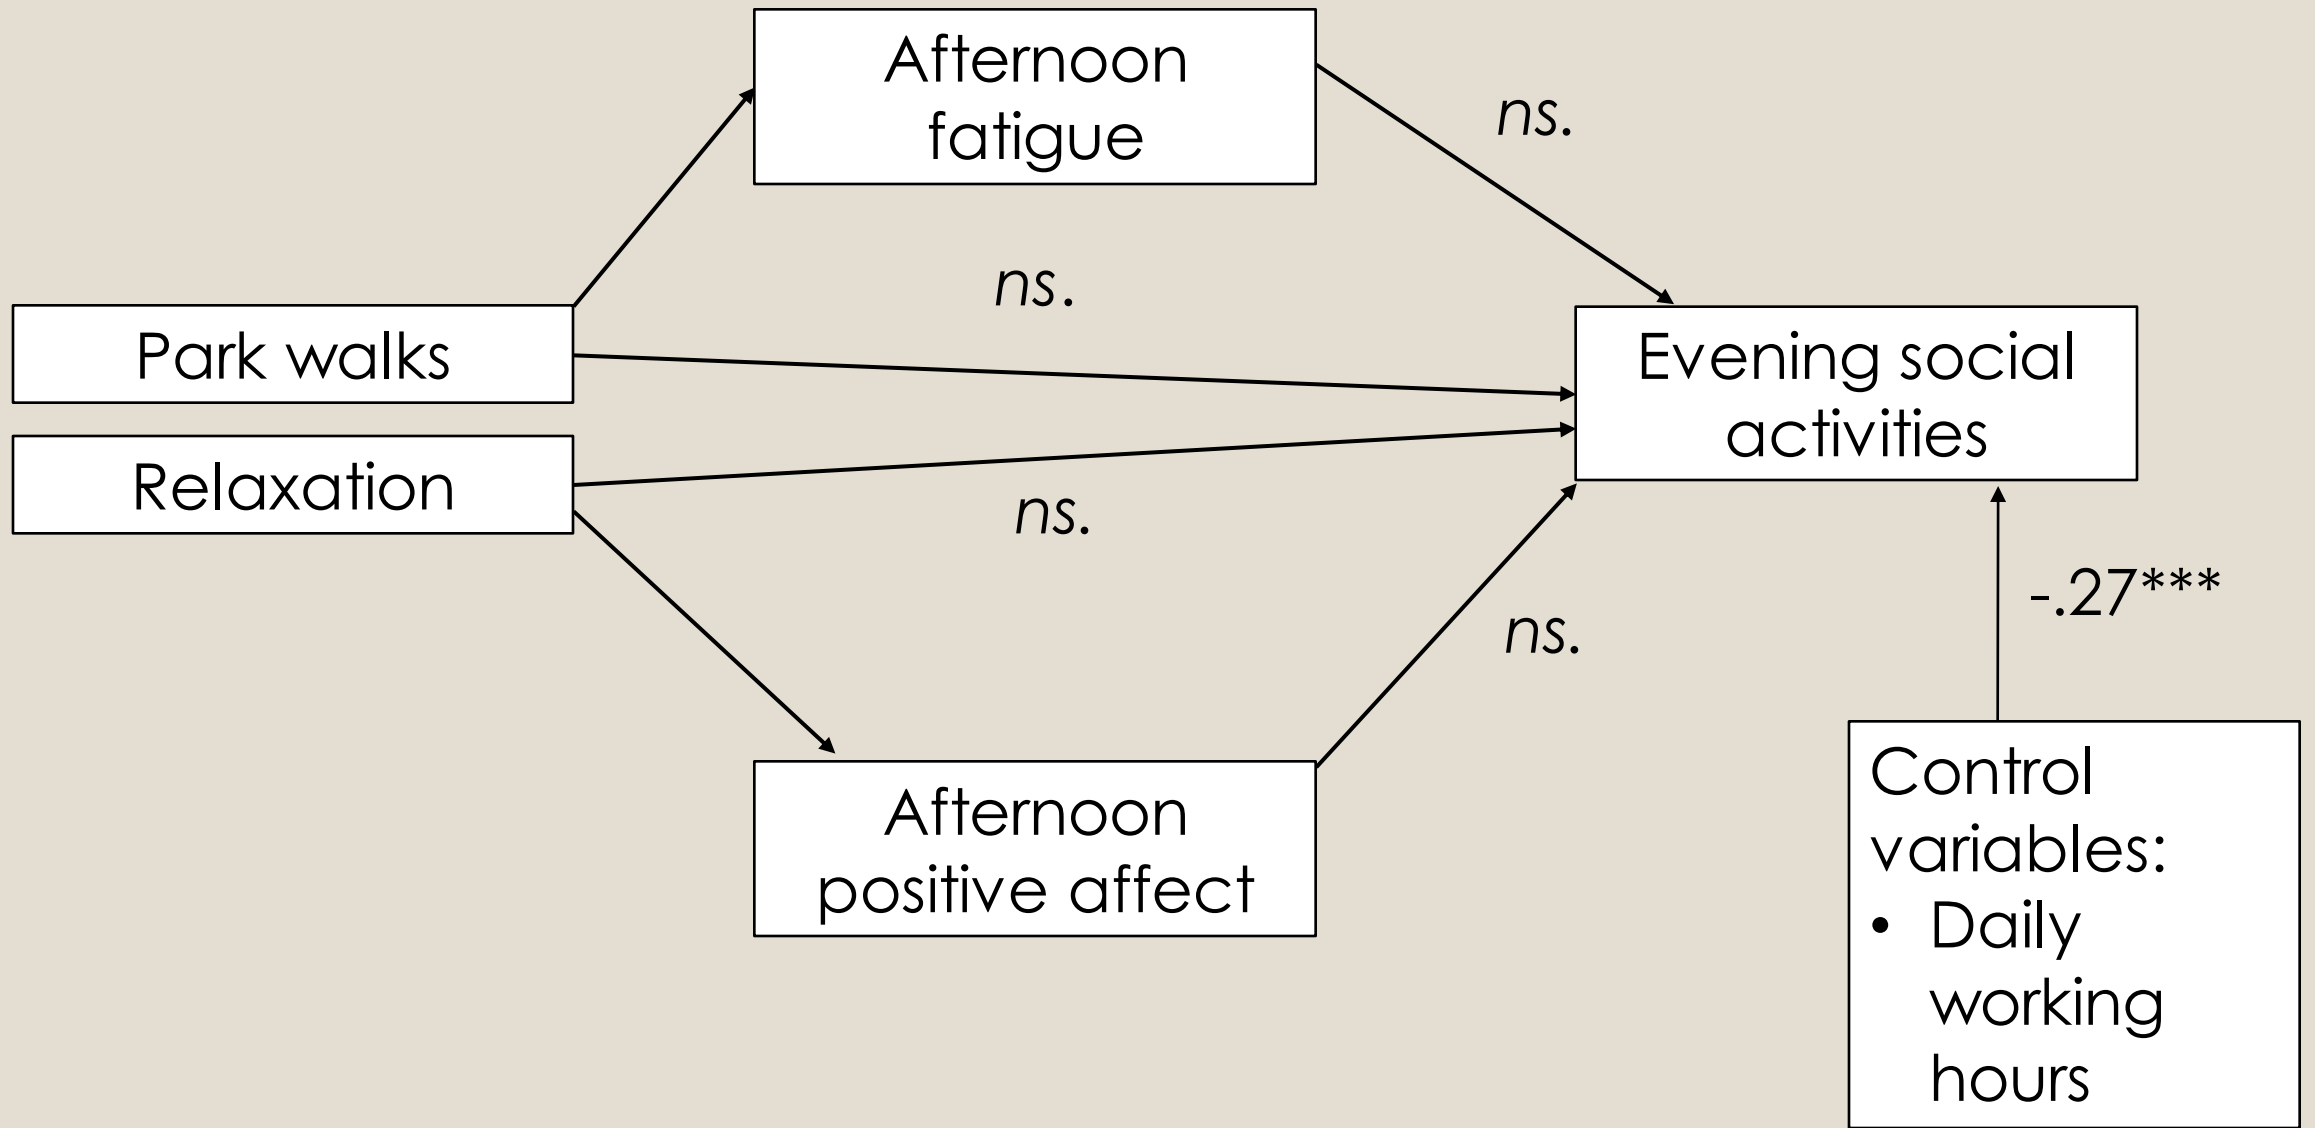 Afternoon
fatigue
ns.
ns.
Park walks
Evening social
activities
Relaxation
ns.
-.27***
ns.
Afternoon
positive affect
Control
variables:
• Daily
working
hours